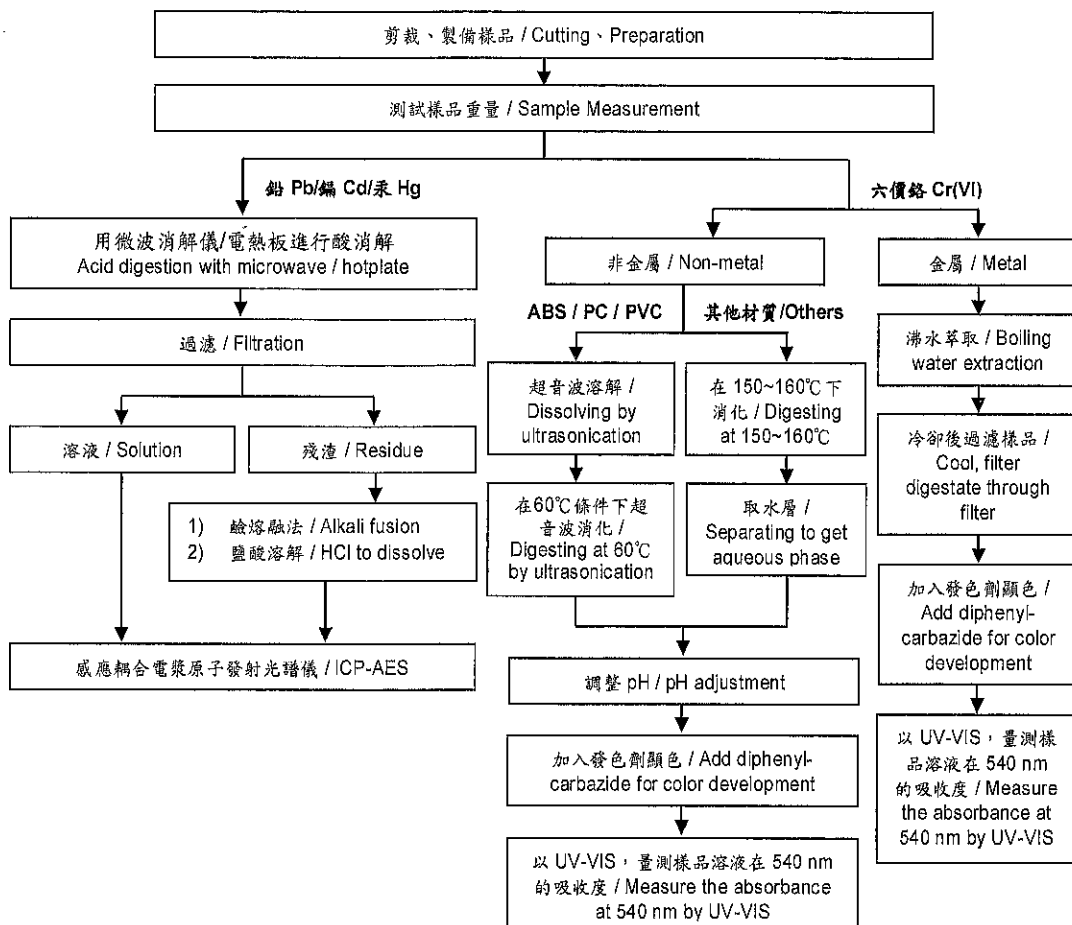 剪裁、製備樣品 / Cutting、Preparation
測試樣品重量 / Sample Measurement
鉛 Pb/鎘 Cd/汞 Hg
六價鉻 Cr(VI)
用微波消解儀/電熱板進行酸消解
Acid digestion with microwave / hotplate
過濾 / Filtration
溶液 / Solution
殘渣 / Residue
1) 鹼熔融法 / Alkali fusion
2) 鹽酸溶解 / HCl to dissolve
感應耦合電漿原子發射光譜儀 / ICP-AES
非金屬 / Non-metal
ABS / PC / PVC
其他材質/Others
超音波溶解 /
Dissolving by
ultrasonication
在60℃條件下超
音波消化 /
Digesting at 60℃
by ultrasonication
在 150~160℃下
消化 / Digesting
at 150~160℃
取水層 /
Separating to get
aqueous phase
調整 pH / pH adjustment
加入發色劑顯色 / Add diphenyl-
carbazide for color development
以 UV-VIS，量測樣品溶液在 540 nm
的吸收度 / Measure the absorbance
at 540 nm by UV-VIS
金屬 / Metal
沸水萃取 / Boiling
water extraction
冷卻後過濾樣品 /
Cool, filter
digestate through
filter
加入發色劑顯色 /
Add diphenyl-
carbazide for color
development
以 UV-VIS，量測樣
品溶液在 540 nm
的吸收度 / Measure
the absorbance at
540 nm by UV-VIS